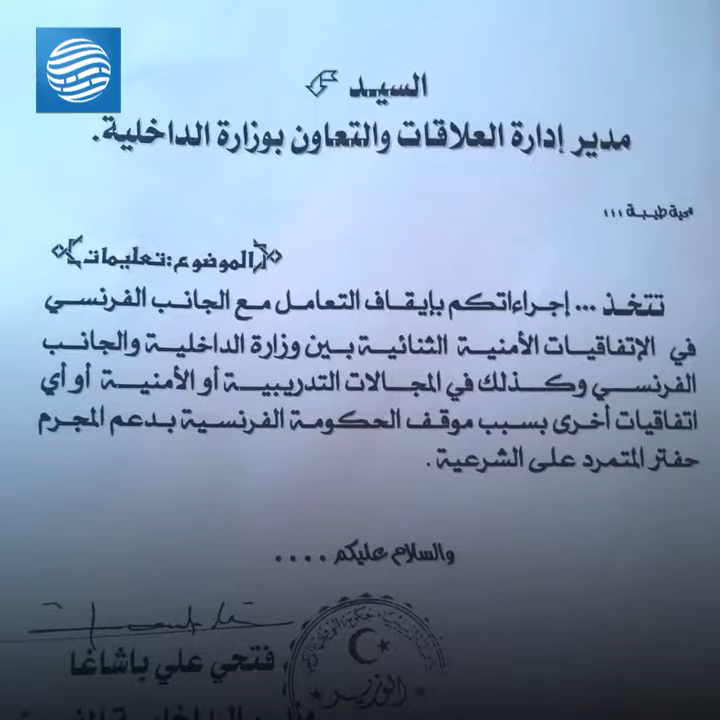 السيد
مدير إدارة العلاقات والتعاون بوزارة الداخلية.
تحية طيبة ،،،
الموضوع: تعليمات
تتخذ ... إجراءاتكم بإيقاف التعامل مع الجانب الفرنسي
في الإتفاقيات الأمنية الثنائية بين وزارة الداخلية والجانب
الفرنسي وكذلك في المجالات التدريبية أو الأمنية أو أي
اتفاقيات أخرى بسبب موقف الحكومة الفرنسية بدعم المجرم
حفتر المتمرد على الشرعية .
والسلام عليكم ....
فتحي علي باشاغا
الوزير